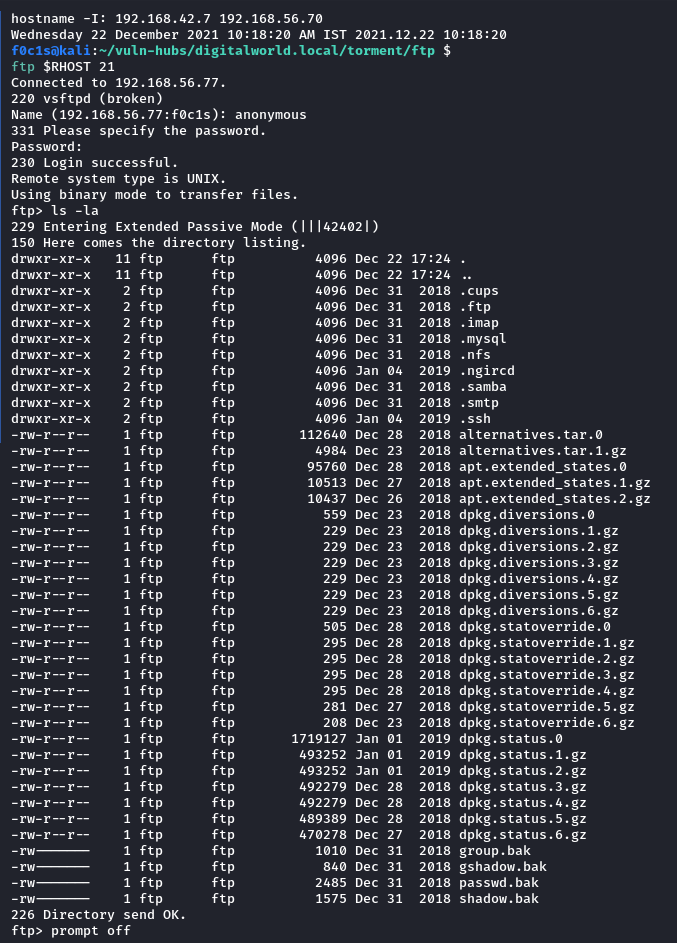 hostname -I: 192.168.42.7 192.168.56.70
Wednesday 22 December 2021 10:18:20 AM IST 2021.12.22 10:18:20
f0c1s@kali:~/vuln-hubs/digitalworld.local/torment/ftp $
ftp $RHOST 21
Connected to 192.168.56.77.
220 vsftpd (broken)
Name (192.168.56.77:f0c1s): anonymous
331 Please specify the password.
Password:
230 Login successful.
Remote system type is UNIX.
Using binary mode to transfer files.
ftp> ls -la
229 Entering Extended Passive Mode (|||42402|)
150 Here comes the directory listing.
drwxr-xr-x   11 ftp      ftp          4096 Dec 22 17:24 .
drwxr-xr-x   11 ftp      ftp          4096 Dec 22 17:24 ..
drwxr-xr-x    2 ftp      ftp          4096 Dec 31  2018 .cups
drwxr-xr-x    2 ftp      ftp          4096 Dec 31  2018 .ftp
drwxr-xr-x    2 ftp      ftp          4096 Dec 31  2018 .imap
drwxr-xr-x    2 ftp      ftp          4096 Dec 31  2018 .mysql
drwxr-xr-x    2 ftp      ftp          4096 Dec 31  2018 .nfs
drwxr-xr-x    2 ftp      ftp          4096 Jan 04  2019 .ngircd
drwxr-xr-x    2 ftp      ftp          4096 Dec 31  2018 .samba
drwxr-xr-x    2 ftp      ftp          4096 Dec 31  2018 .smtp
drwxr-xr-x    2 ftp      ftp          4096 Jan 04  2019 .ssh
-rw-r--r--    1 ftp      ftp        112640 Dec 28  2018 alternatives.tar.0
-rw-r--r--    1 ftp      ftp          4984 Dec 23  2018 alternatives.tar.1.gz
-rw-r--r--    1 ftp      ftp         95760 Dec 28  2018 apt.extended_states.0
-rw-r--r--    1 ftp      ftp         10513 Dec 27  2018 apt.extended_states.1.gz
-rw-r--r--    1 ftp      ftp         10437 Dec 26  2018 apt.extended_states.2.gz
-rw-r--r--    1 ftp      ftp           559 Dec 23  2018 dpkg.diversions.0
-rw-r--r--    1 ftp      ftp           229 Dec 23  2018 dpkg.diversions.1.gz
-rw-r--r--    1 ftp      ftp           229 Dec 23  2018 dpkg.diversions.2.gz
-rw-r--r--    1 ftp      ftp           229 Dec 23  2018 dpkg.diversions.3.gz
-rw-r--r--    1 ftp      ftp           229 Dec 23  2018 dpkg.diversions.4.gz
-rw-r--r--    1 ftp      ftp           229 Dec 23  2018 dpkg.diversions.5.gz
-rw-r--r--    1 ftp      ftp           229 Dec 23  2018 dpkg.diversions.6.gz
-rw-r--r--    1 ftp      ftp           505 Dec 28  2018 dpkg.statoverride.0
-rw-r--r--    1 ftp      ftp           295 Dec 28  2018 dpkg.statoverride.1.gz
-rw-r--r--    1 ftp      ftp           295 Dec 28  2018 dpkg.statoverride.2.gz
-rw-r--r--    1 ftp      ftp           295 Dec 28  2018 dpkg.statoverride.3.gz
-rw-r--r--    1 ftp      ftp           295 Dec 28  2018 dpkg.statoverride.4.gz
-rw-r--r--    1 ftp      ftp           281 Dec 27  2018 dpkg.statoverride.5.gz
-rw-r--r--    1 ftp      ftp           208 Dec 23  2018 dpkg.statoverride.6.gz
-rw-r--r--    1 ftp      ftp       1719127 Jan 01  2019 dpkg.status.0
-rw-r--r--    1 ftp      ftp        493252 Jan 01  2019 dpkg.status.1.gz
-rw-r--r--    1 ftp      ftp        493252 Jan 01  2019 dpkg.status.2.gz
-rw-r--r--    1 ftp      ftp        492279 Dec 28  2018 dpkg.status.3.gz
-rw-r--r--    1 ftp      ftp        492279 Dec 28  2018 dpkg.status.4.gz
-rw-r--r--    1 ftp      ftp        489389 Dec 28  2018 dpkg.status.5.gz
-rw-r--r--    1 ftp      ftp        470278 Dec 27  2018 dpkg.status.6.gz
-rw-------    1 ftp      ftp          1010 Dec 31  2018 group.bak
-rw-------    1 ftp      ftp           840 Dec 31  2018 gshadow.bak
-rw-------    1 ftp      ftp          2485 Dec 31  2018 passwd.bak
-rw-------    1 ftp      ftp          1575 Dec 31  2018 shadow.bak
226 Directory send OK.
ftp> prompt off